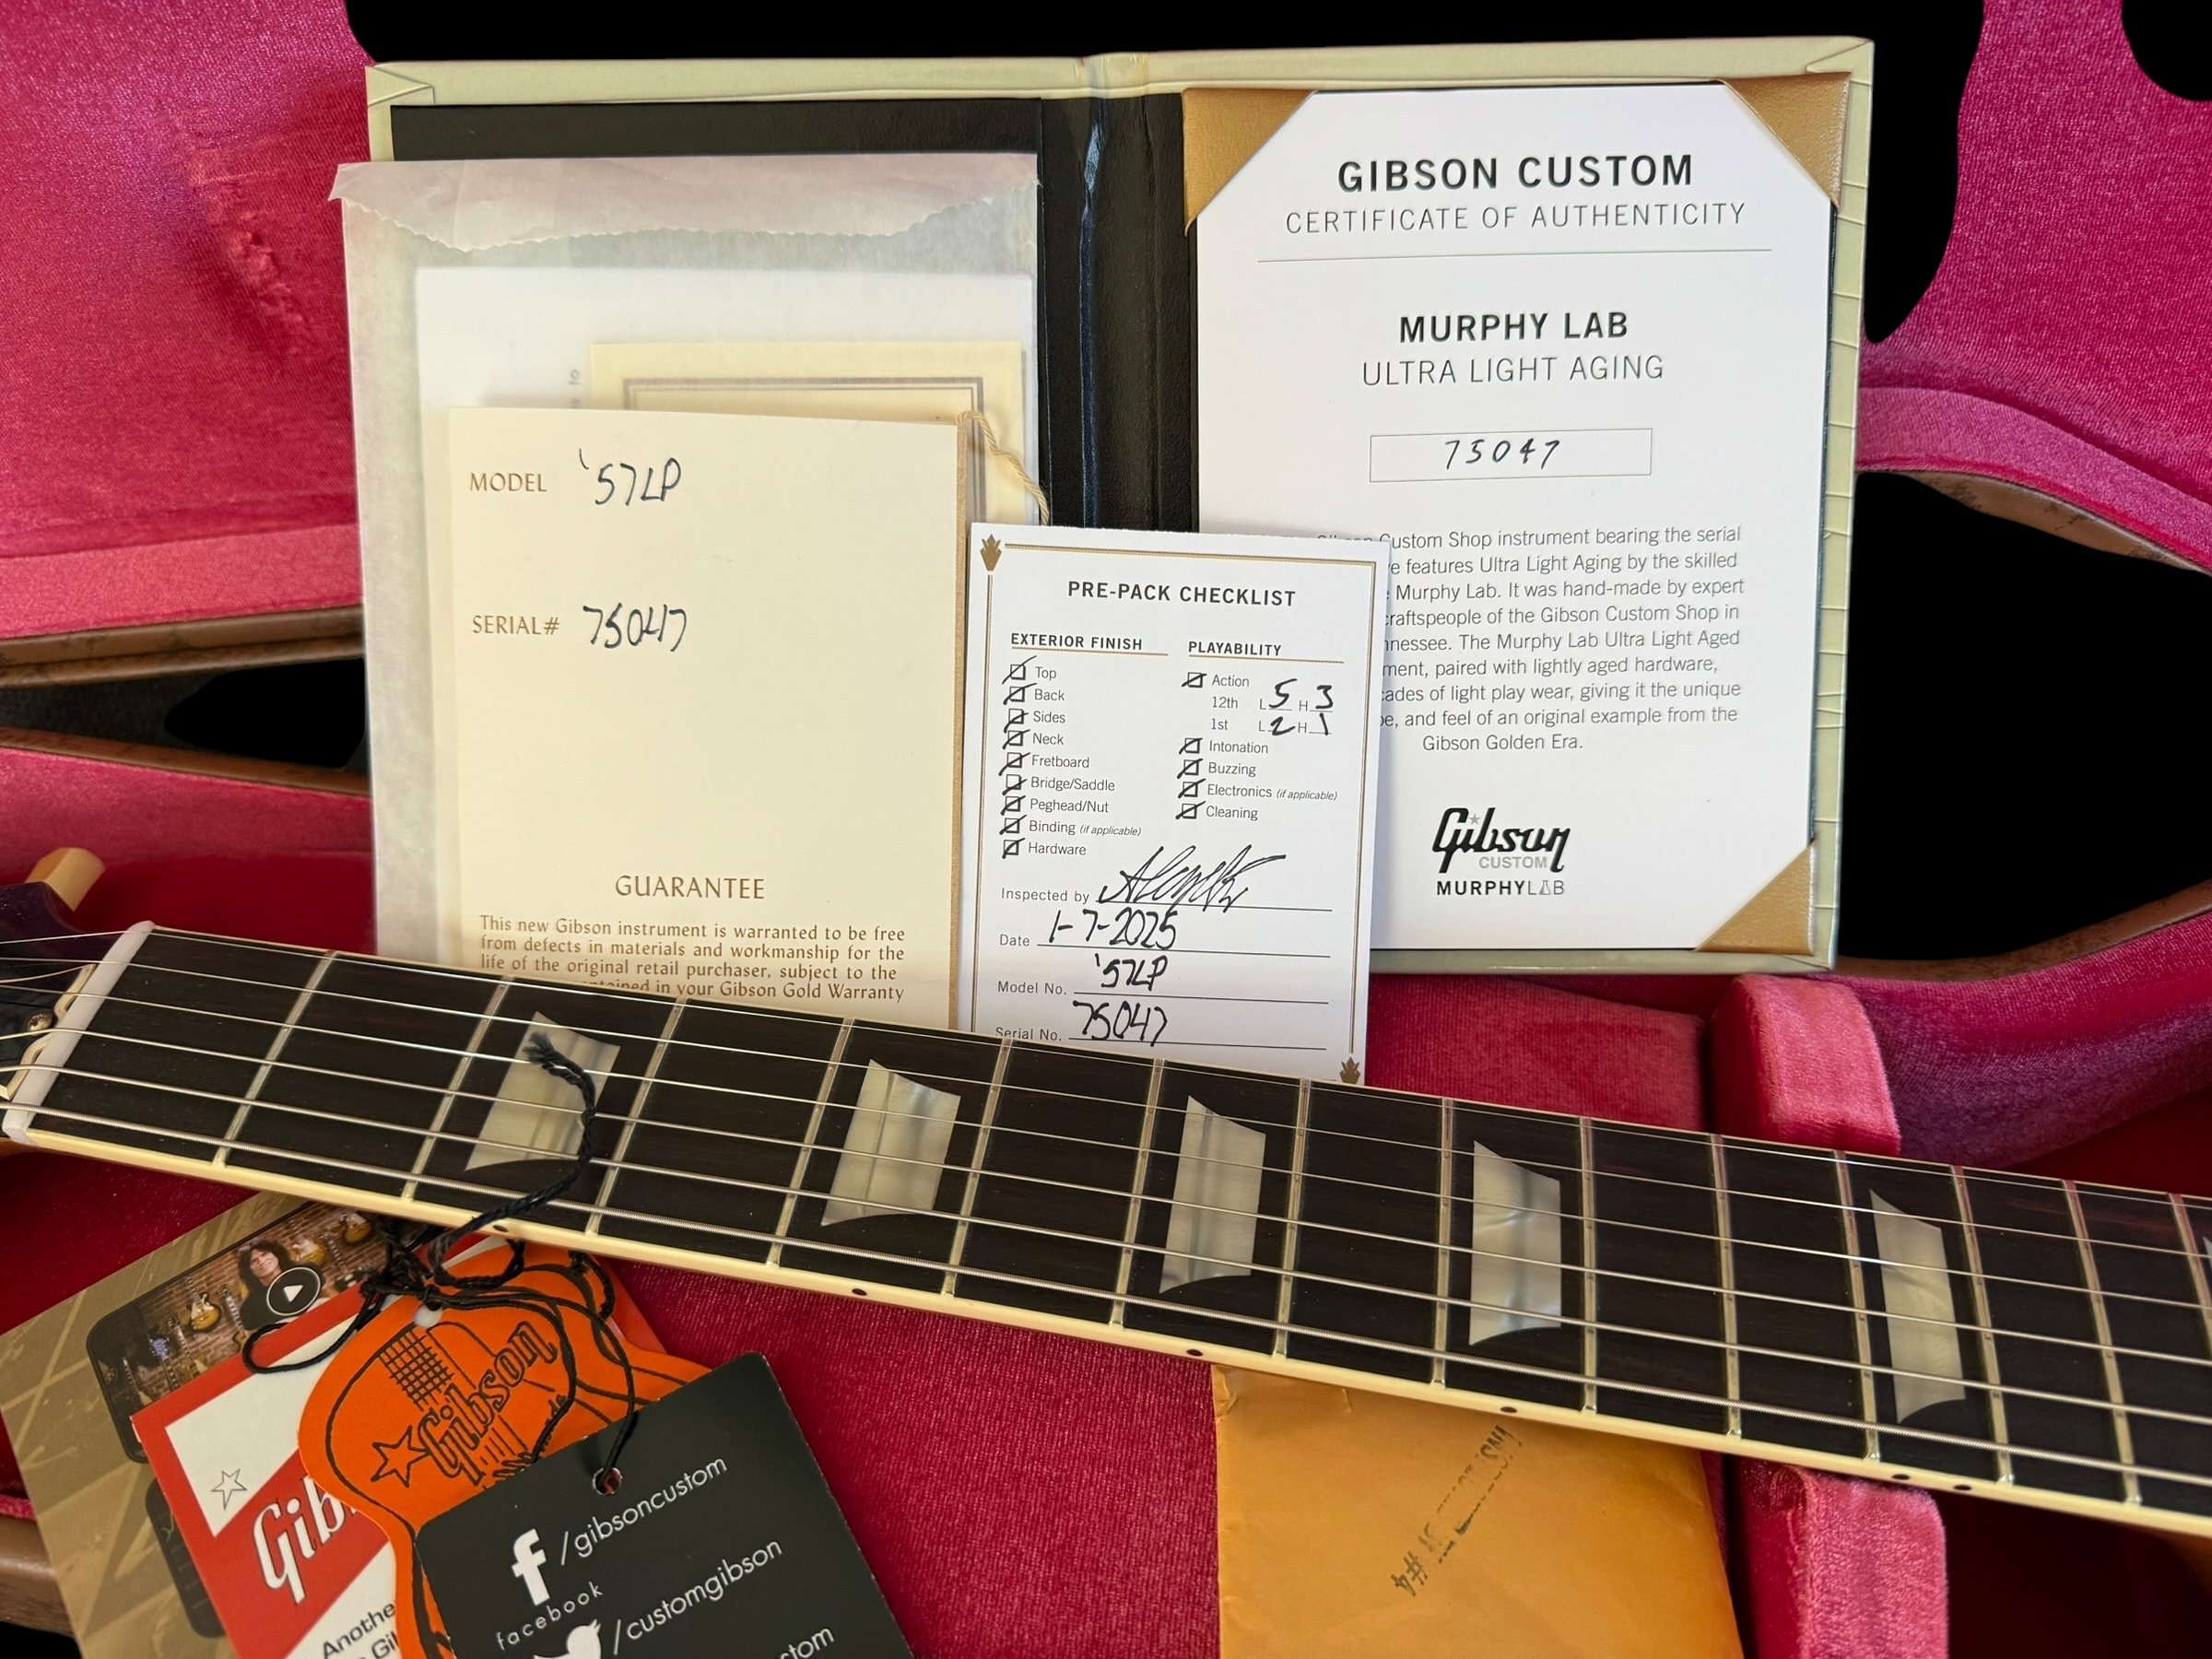 MODEL '57LP
SERIAL# 75047
GUARANTEE
This new Gibson instrument is warranted to be free
from defects in materials and workmanship for the
life of the original retail purchaser, subject to the
in your Gibson Gold Warranty
PRE-PACK CHECKLIST
EXTERIOR FINISH
Top
Back
Sides
Neck
Fretboard
Bridge/Saddle
Peghead/Nut
Binding (if applicable)
Hardware
PLAYABILITY
Action
12th L 5 H 3
1st L 2 H 1
Intonation
Buzzing
Electronics (if applicable)
Cleaning
Inspected by
Date 1-7-2025
Model No. '57LP
Serial No. 75047
GIBSON CUSTOM
CERTIFICATE OF AUTHENTICITY
MURPHY LAB
ULTRA LIGHT AGING
75047
Custom Shop instrument bearing the serial
features Ultra Light Aging by the skilled
Murphy Lab. It was hand-made by expert
craftspeople of the Gibson Custom Shop in
The Murphy Lab Ultra Light Aged
paired with lightly aged hardware,
of light play wear, giving it the unique
and feel of an original example from the
Gibson Golden Era.
Gibson
CUSTOM
MURPHYLAB
Gibson
/gibsoncustom
facebook
/customgibson